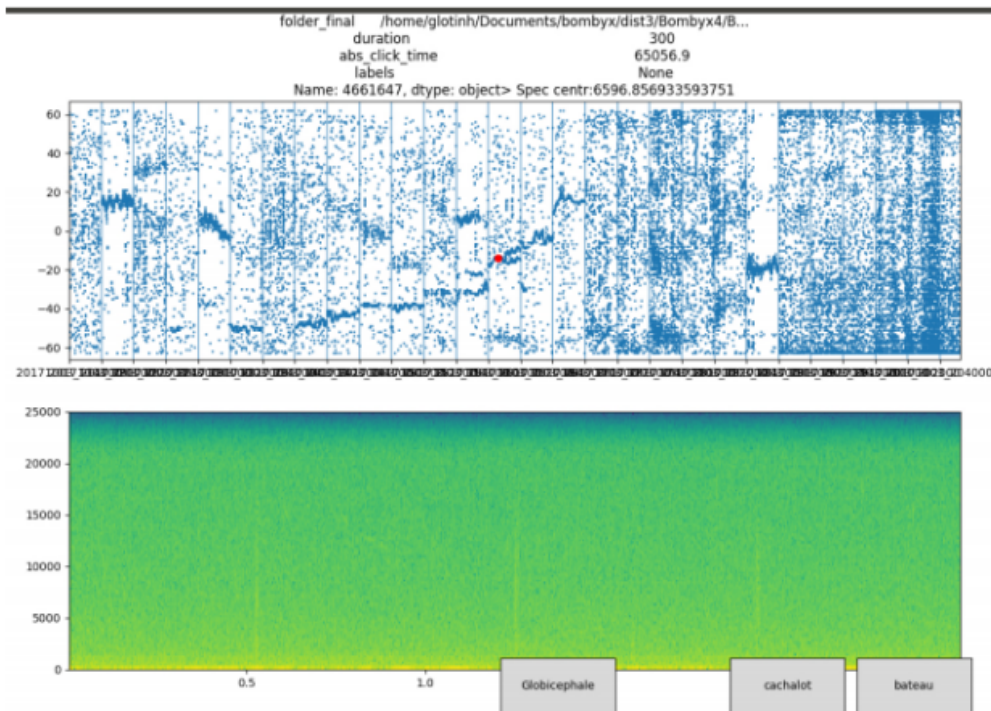 folder_final /home/glotinh/Documents/bombyx/dist3/Bombyx4/B...
duration 300
abs_click_time 65056.9
labels None
Name: 4661647, dtype: object> Spec centr:6596.856933593751
60
40
20
0
−20
−40
−60
25000
20000
15000
10000
5000
0
0.5 1.0
Globicephale cachalot bateau